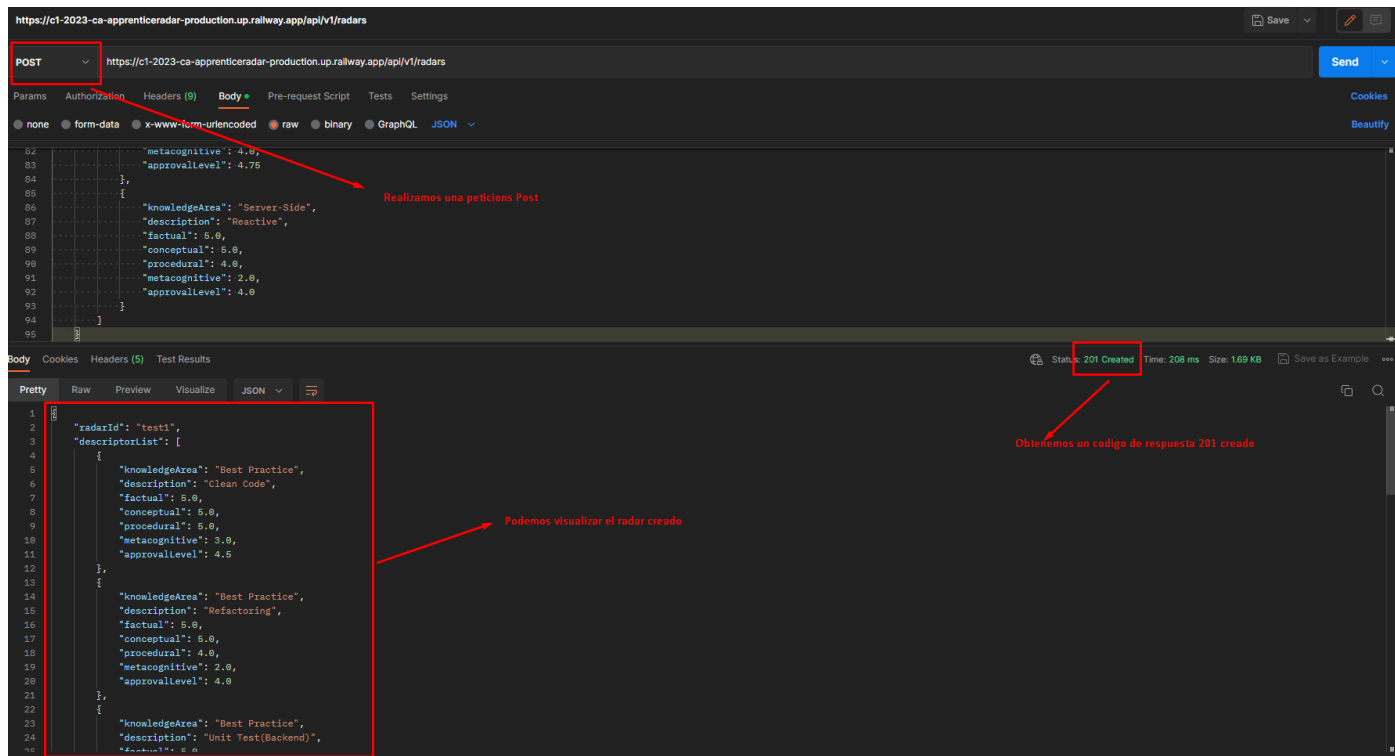 https://c1-2023-ca-apprenticeradar-production.up.railway.app/api/v1/radars
Save
POST
https://c1-2023-ca-apprenticeradar-production.up.railway.app/api/v1/radars
Send
Params Authorization Headers (9) Body Pre-request Script Tests Settings
Cookies
none form-data x-www-form-urlencoded raw binary GraphQL JSON
Beautify
82 "metacognitive": 4.0,
83 "approvalLevel": 4.75
84 },
85 {
86 "knowledgeArea": "Server-Side",
87 "description": "Reactive",
88 "factual": 5.0,
89 "conceptual": 5.0,
90 "procedural": 4.0,
91 "metacognitive": 2.0,
92 "approvalLevel": 4.0
93 }
94 ]
95 }
Realizamos una peticions Post
Body Cookies Headers (5) Test Results
Status: 201 Created Time: 208 ms Size: 1.69 KB Save as Example
Pretty Raw Preview Visualize JSON
1 {
2 "radarId": "test1",
3 "descriptorList": [
4 {
5 "knowledgeArea": "Best Practice",
6 "description": "Clean Code",
7 "factual": 5.0,
8 "conceptual": 5.0,
9 "procedural": 5.0,
10 "metacognitive": 3.0,
11 "approvalLevel": 4.5
12 },
13 {
14 "knowledgeArea": "Best Practice",
15 "description": "Refactoring",
16 "factual": 5.0,
17 "conceptual": 5.0,
18 "procedural": 4.0,
19 "metacognitive": 2.0,
20 "approvalLevel": 4.0
21 },
22 {
23 "knowledgeArea": "Best Practice",
24 "description": "Unit Test(Backend)",
25 "factual": 5.0
Obtenemos un codigo de respuesta 201 creado
Podemos visualizar el radar creado